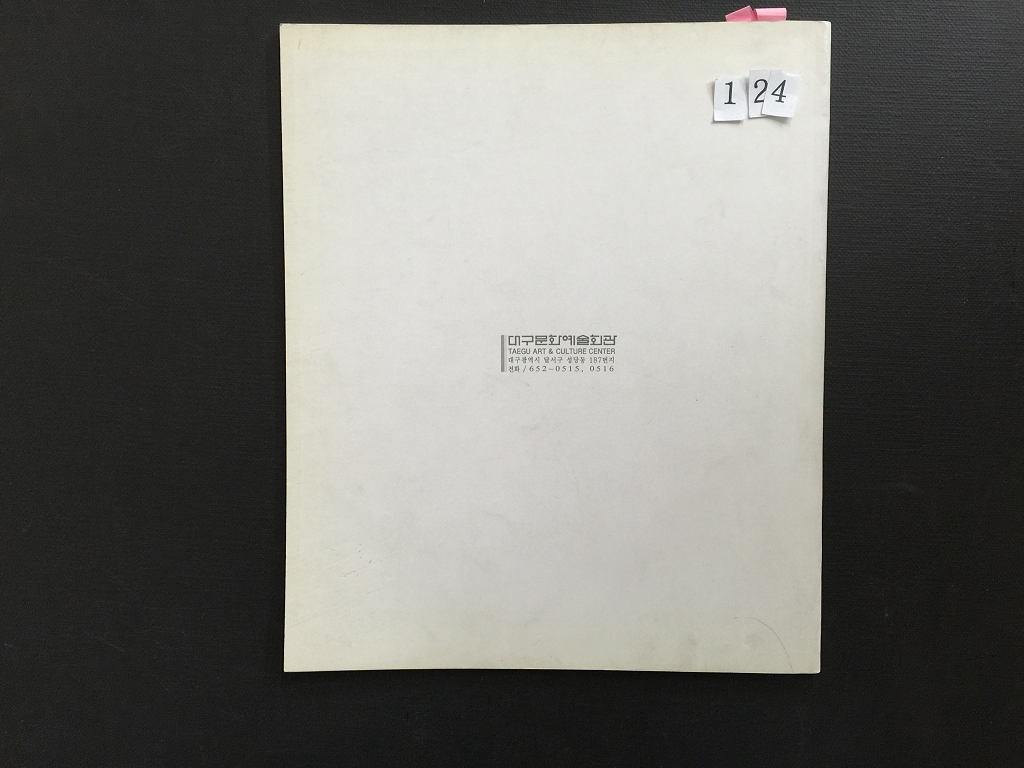 1 24
대구문화예술회관
TAEGU ART & CULTURE CENTER
대구광역시 달서구 성당동 187번지
전화 / 652-0515, 0516